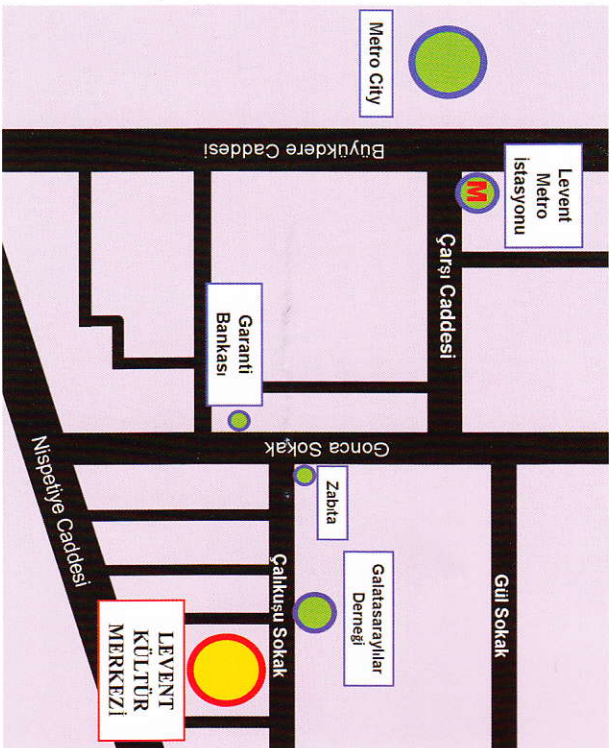 Metro City
Büyükdere Caddesi
Levent
Metro
istasyonu
M
Çarşı Caddesi
Garanti
Bankası
Gonca Sokak
Zabıta
Gül Sokak
Galatasaraylılar
Derneği
Çalıkuşu Sokak
Nispetiye Caddesi
LEVENT
KÜLTÜR
MERKEZİ